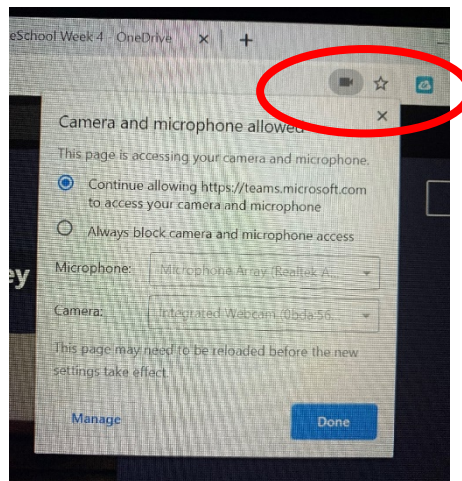 eSchool Week 4 - OneDrive
Camera and microphone allowed
This page is accessing your camera and microphone.
Continue allowing https://teams.microsoft.com
to access your camera and microphone
Always block camera and microphone access
ey
Microphone: Microphone Array (Realtek A...
Camera: Integrated Webcam (0bda:56...
This page may need to be reloaded before the new
settings take effect.
Manage Done